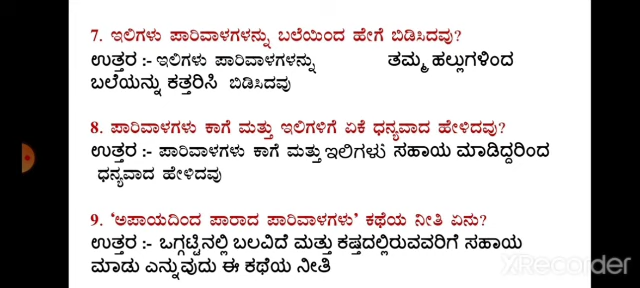 7. ಇಲಿಗಳು ಪಾರಿವಾಳಗಳನ್ನು ಬಲೆಯಿಂದ ಹೇಗೆ ಬಿಡಿಸಿದವು?
ಉತ್ತರ :- ಇಲಿಗಳು ಪಾರಿವಾಳಗಳನ್ನು ತಮ್ಮ ಹಲ್ಲುಗಳಿಂದ
ಬಲೆಯನ್ನು ಕತ್ತರಿಸಿ ಬಿಡಿಸಿದವು
8. ಪಾರಿವಾಳಗಳು ಕಾಗೆ ಮತ್ತು ಇಲಿಗಳಿಗೆ ಏಕೆ ಧನ್ಯವಾದ ಹೇಳಿದವು?
ಉತ್ತರ :- ಪಾರಿವಾಳಗಳು ಕಾಗೆ ಮತ್ತು ಇಲಿಗಳು ಸಹಾಯ ಮಾಡಿದ್ದರಿಂದ
ಧನ್ಯವಾದ ಹೇಳಿದವು
9. ‘ಅಪಾಯದಿಂದ ಪಾರಾದ ಪಾರಿವಾಳಗಳು’ ಕಥೆಯ ನೀತಿ ಏನು?
ಉತ್ತರ :- ಒಗ್ಗಟ್ಟಿನಲ್ಲಿ ಬಲವಿದೆ ಮತ್ತು ಕಷ್ಟದಲ್ಲಿರುವವರಿಗೆ ಸಹಾಯ
ಮಾಡು ಎನ್ನುವುದು ಈ ಕಥೆಯ ನೀತಿ
XRecorder